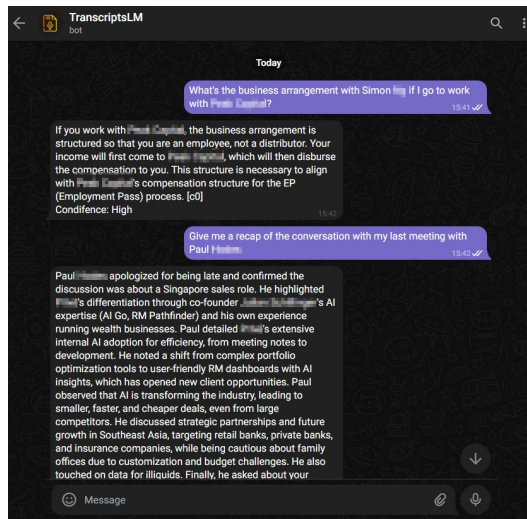 TranscriptsLM
bot
Today
What's the business arrangement with Simon if I go to work
with ?
15:41
If you work with , the business arrangement is
structured so that you are an employee, not a distributor. Your
income will first come to , which will then disburse
the compensation to you. This structure is necessary to align
with 's compensation structure for the EP
(Employment Pass) process. [c0]
Condifence: High
15:42
Give me a recap of the conversation with my last meeting with
Paul
15:42
Paul apologized for being late and confirmed the
discussion was about a Singapore sales role. He highlighted
's differentiation through co-founder 's AI
expertise (AI Go, RM Pathfinder) and his own experience
running wealth businesses. Paul detailed 's extensive
internal AI adoption for efficiency, from meeting notes to
development. He noted a shift from complex portfolio
optimization tools to user-friendly RM dashboards with AI
insights, which has opened new client opportunities. Paul
observed that AI is transforming the industry, leading to
smaller, faster, and cheaper deals, even from large
competitors. He discussed strategic partnerships and future
growth in Southeast Asia, targeting retail banks, private banks,
and insurance companies, while being cautious about family
offices due to customization and budget challenges. He also
touched on data for illiquids. Finally, he asked about your
Message